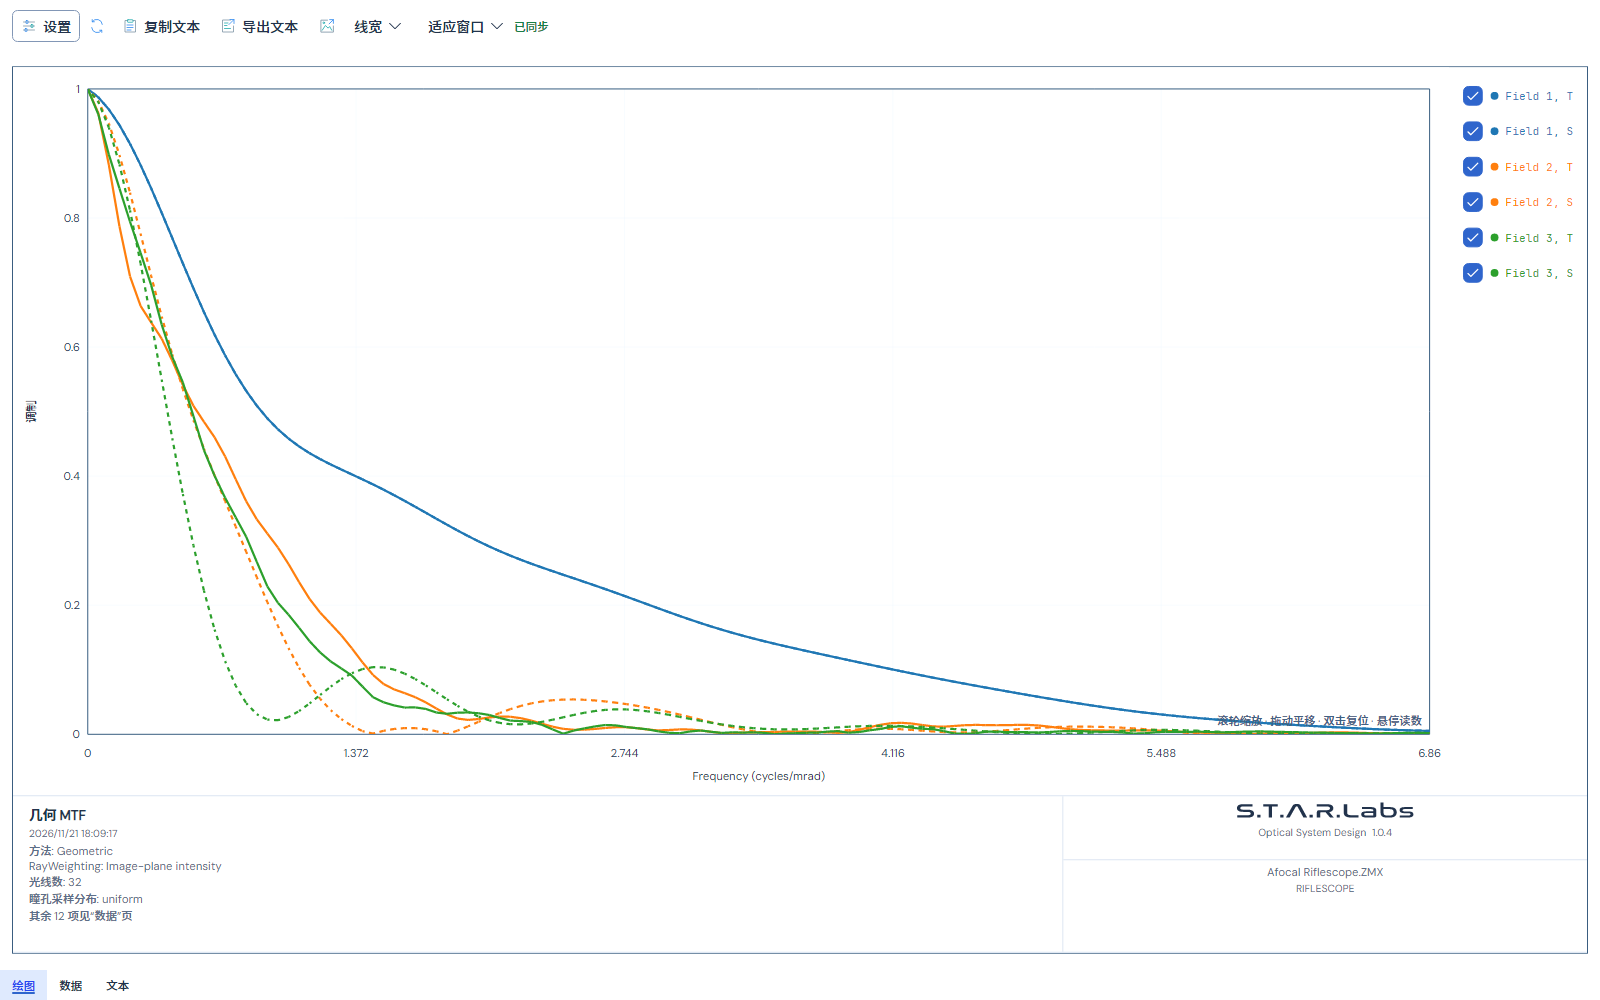 设置 复制文本 导出文本 线宽 适应窗口 已同步
1
0.8
0.6
0.4
0.2
0
调制
0 1.372 2.744 4.116 5.488 6.86
Frequency (cycles/mrad)
滚轮缩放 · 拖动平移 · 双击复位 · 悬停读数
Field 1, T
Field 1, S
Field 2, T
Field 2, S
Field 3, T
Field 3, S
几何 MTF
2026/11/21 18:09:17
方法: Geometric
RayWeighting: Image-plane intensity
光线数: 32
瞳孔采样分布: uniform
其余 12 项见“数据”页
S.T.A.R.Labs
Optical System Design 1.0.4
Afocal Riflescope.ZMX
RIFLESCOPE
绘图 数据 文本